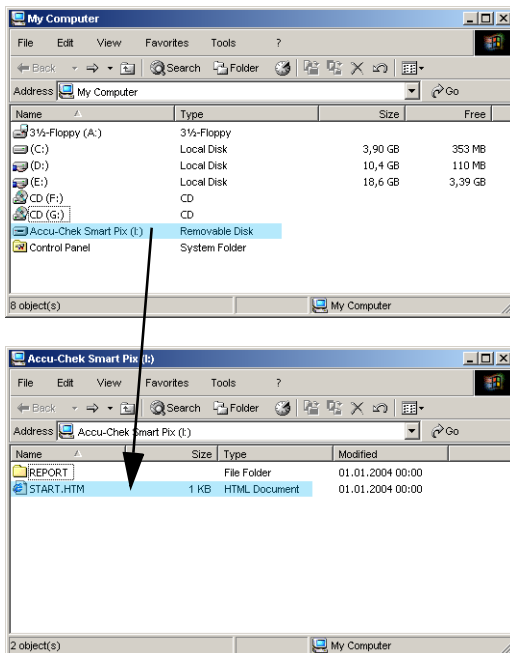 My Computer
File Edit View Favorites Tools ?
Back Search Folder
Address My Computer Go
Name Type Size Free
3½-Floppy (A:) 3½-Floppy
(C:) Local Disk 3,90 GB 353 MB
(D:) Local Disk 10,4 GB 110 MB
(E:) Local Disk 18,6 GB 3,39 GB
CD (F:) CD
CD (G:) CD
Accu-Chek Smart Pix (I:) Removable Disk
Control Panel System Folder
8 object(s) My Computer
Accu-Chek Smart Pix (I:)
File Edit View Favorites Tools ?
Back Search Folder
Address Accu-Chek Smart Pix (I:) Go
Name Size Type Modified
REPORT File Folder 01.01.2004 00:00
START.HTM 1 KB HTML Document 01.01.2004 00:00
2 object(s) My Computer